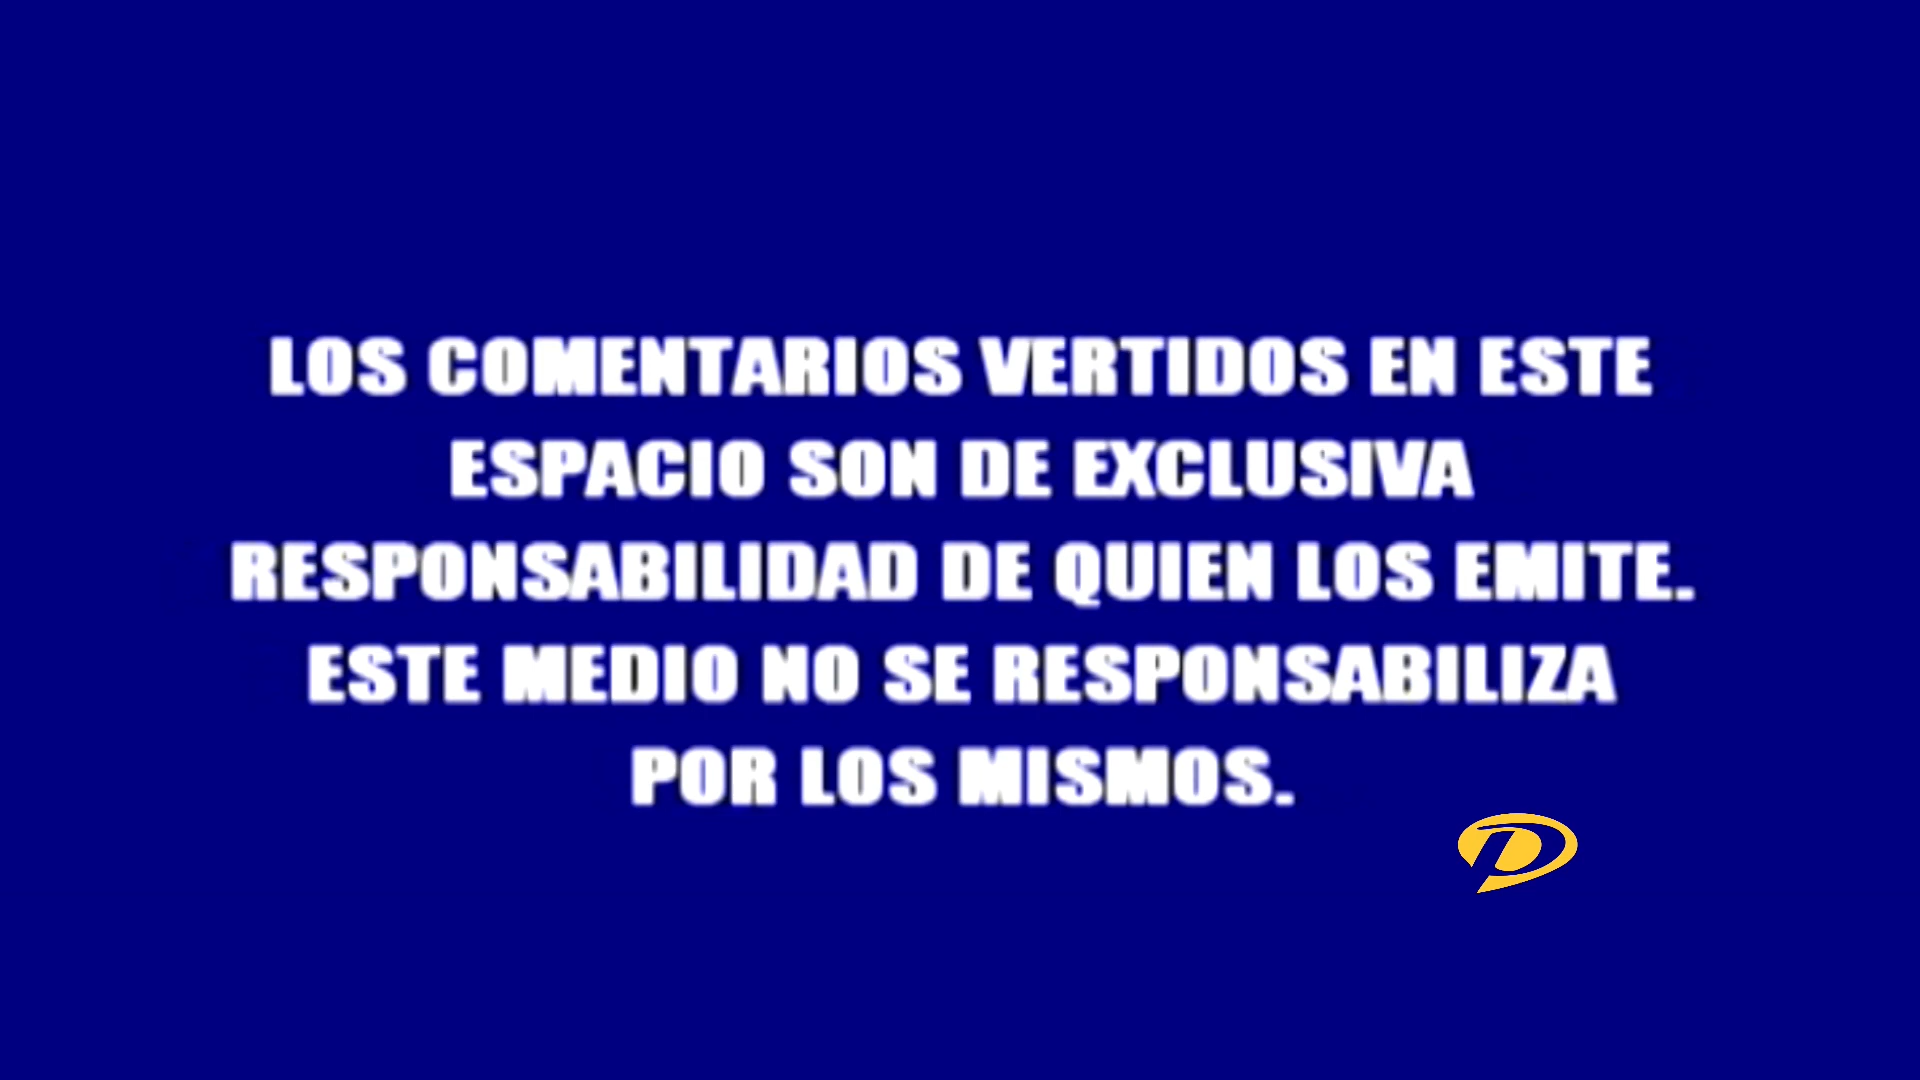 LOS COMENTARIOS VERTIDOS EN ESTE
ESPACIO SON DE EXCLUSIVA
RESPONSABILIDAD DE QUIEN LOS EMITE.
ESTE MEDIO NO SE RESPONSABILIZA
POR LOS MISMOS.